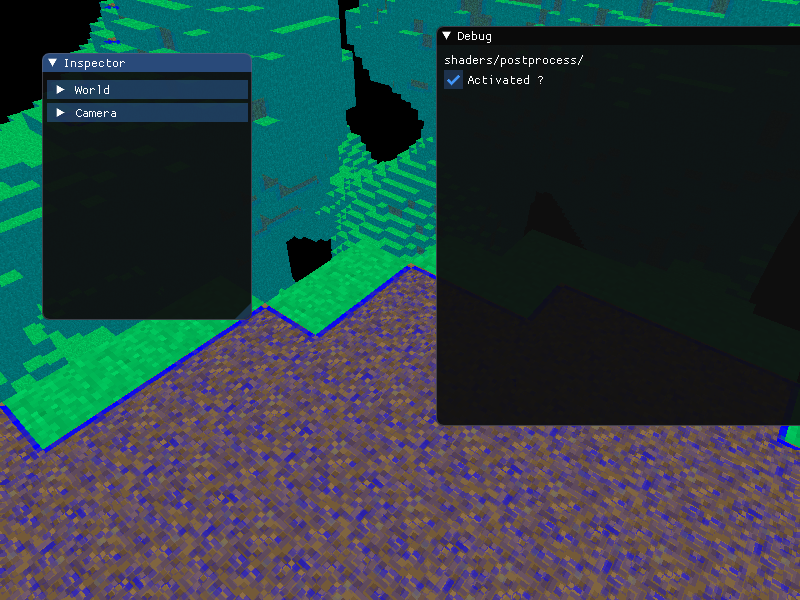 Inspector
World
Camera
Debug
shaders/postprocess/
Activated ?